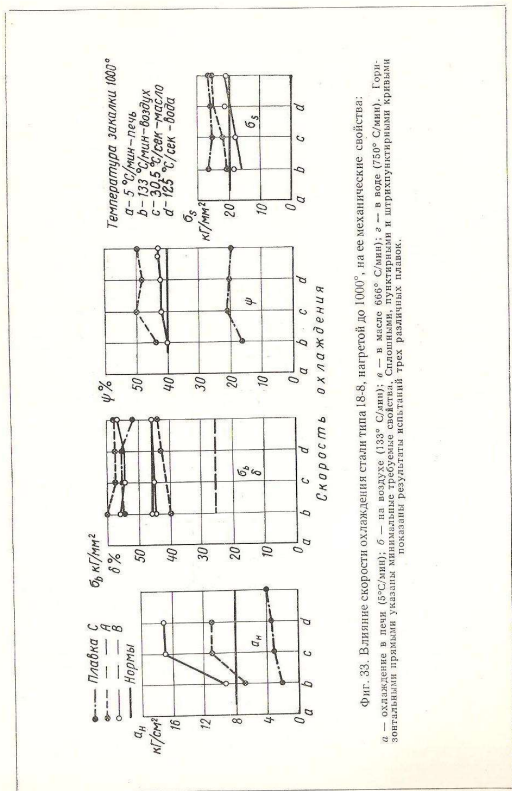 Плавка С
— " — А
— " — В
Нормы
aн
кГ/см²
16
12
8
4
0
a
b
c
d
aн
σb кГ/мм²
δ %
50
40
30
20
10
0
a
b
c
d
σb
δ
ψ %
50
40
30
20
10
0
a
b
c
d
ψ
Температура закалки 1000°
a - 5 °С/мин-печь
b - 133 °С/мин-воздух
c - 30,5 °С/сек-масло
d - 12,5 °С/сек-вода
σs
кГ/мм²
20
10
0
a
b
c
d
σs
Скорость охлаждения
Фиг. 33. Влияние скорости охлаждения стали типа 18-8, нагретой до 1000°, на ее механические свойства:
а — охлаждение в печи (5°С/мин); б — на воздухе (133° С/мин); в — в масле 666° С/мин); г — в воде (750° С/мин). Гори-
зонтальными прямыми указаны минимальные требуемые свойства. Сплошными, пунктирными и штрихпунктирными кривыми
показаны результаты испытаний трех различных плавок.